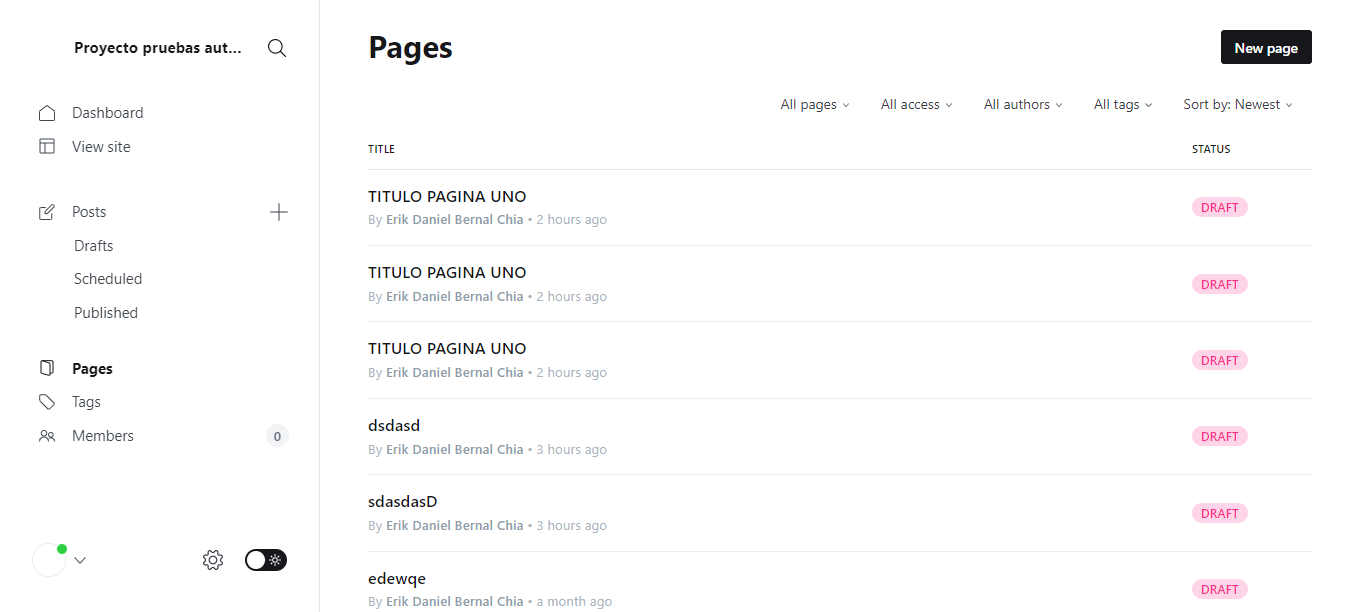 Proyecto pruebas aut...
Dashboard
View site
Posts
Drafts
Scheduled
Published
Pages
Tags
Members 0
Pages
New page
All pages All access All authors All tags Sort by: Newest
TITLE STATUS
TITULO PAGINA UNO
By Erik Daniel Bernal Chia • 2 hours ago
DRAFT
TITULO PAGINA UNO
By Erik Daniel Bernal Chia • 2 hours ago
DRAFT
TITULO PAGINA UNO
By Erik Daniel Bernal Chia • 2 hours ago
DRAFT
dsdasd
By Erik Daniel Bernal Chia • 3 hours ago
DRAFT
sdasdasD
By Erik Daniel Bernal Chia • 3 hours ago
DRAFT
edewqe
By Erik Daniel Bernal Chia • a month ago
DRAFT